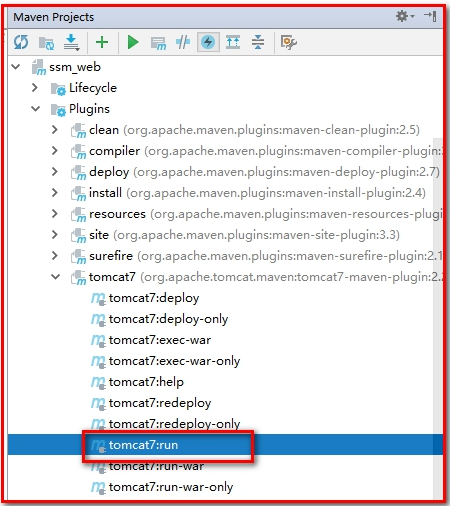 Maven Projects
ssm_web
Lifecycle
Plugins
clean (org.apache.maven.plugins:maven-clean-plugin:2.5)
compiler (org.apache.maven.plugins:maven-compiler-plugin:
deploy (org.apache.maven.plugins:maven-deploy-plugin:2.7)
install (org.apache.maven.plugins:maven-install-plugin:2.4)
resources (org.apache.maven.plugins:maven-resources-plug
site (org.apache.maven.plugins:maven-site-plugin:3.3)
surefire (org.apache.maven.plugins:maven-surefire-plugin:2.1
tomcat7 (org.apache.tomcat.maven:tomcat7-maven-plugin:2.
tomcat7:deploy
tomcat7:deploy-only
tomcat7:exec-war
tomcat7:exec-war-only
tomcat7:help
tomcat7:redeploy
tomcat7:redeploy-only
tomcat7:run
tomcat7:run-war
tomcat7:run-war-only